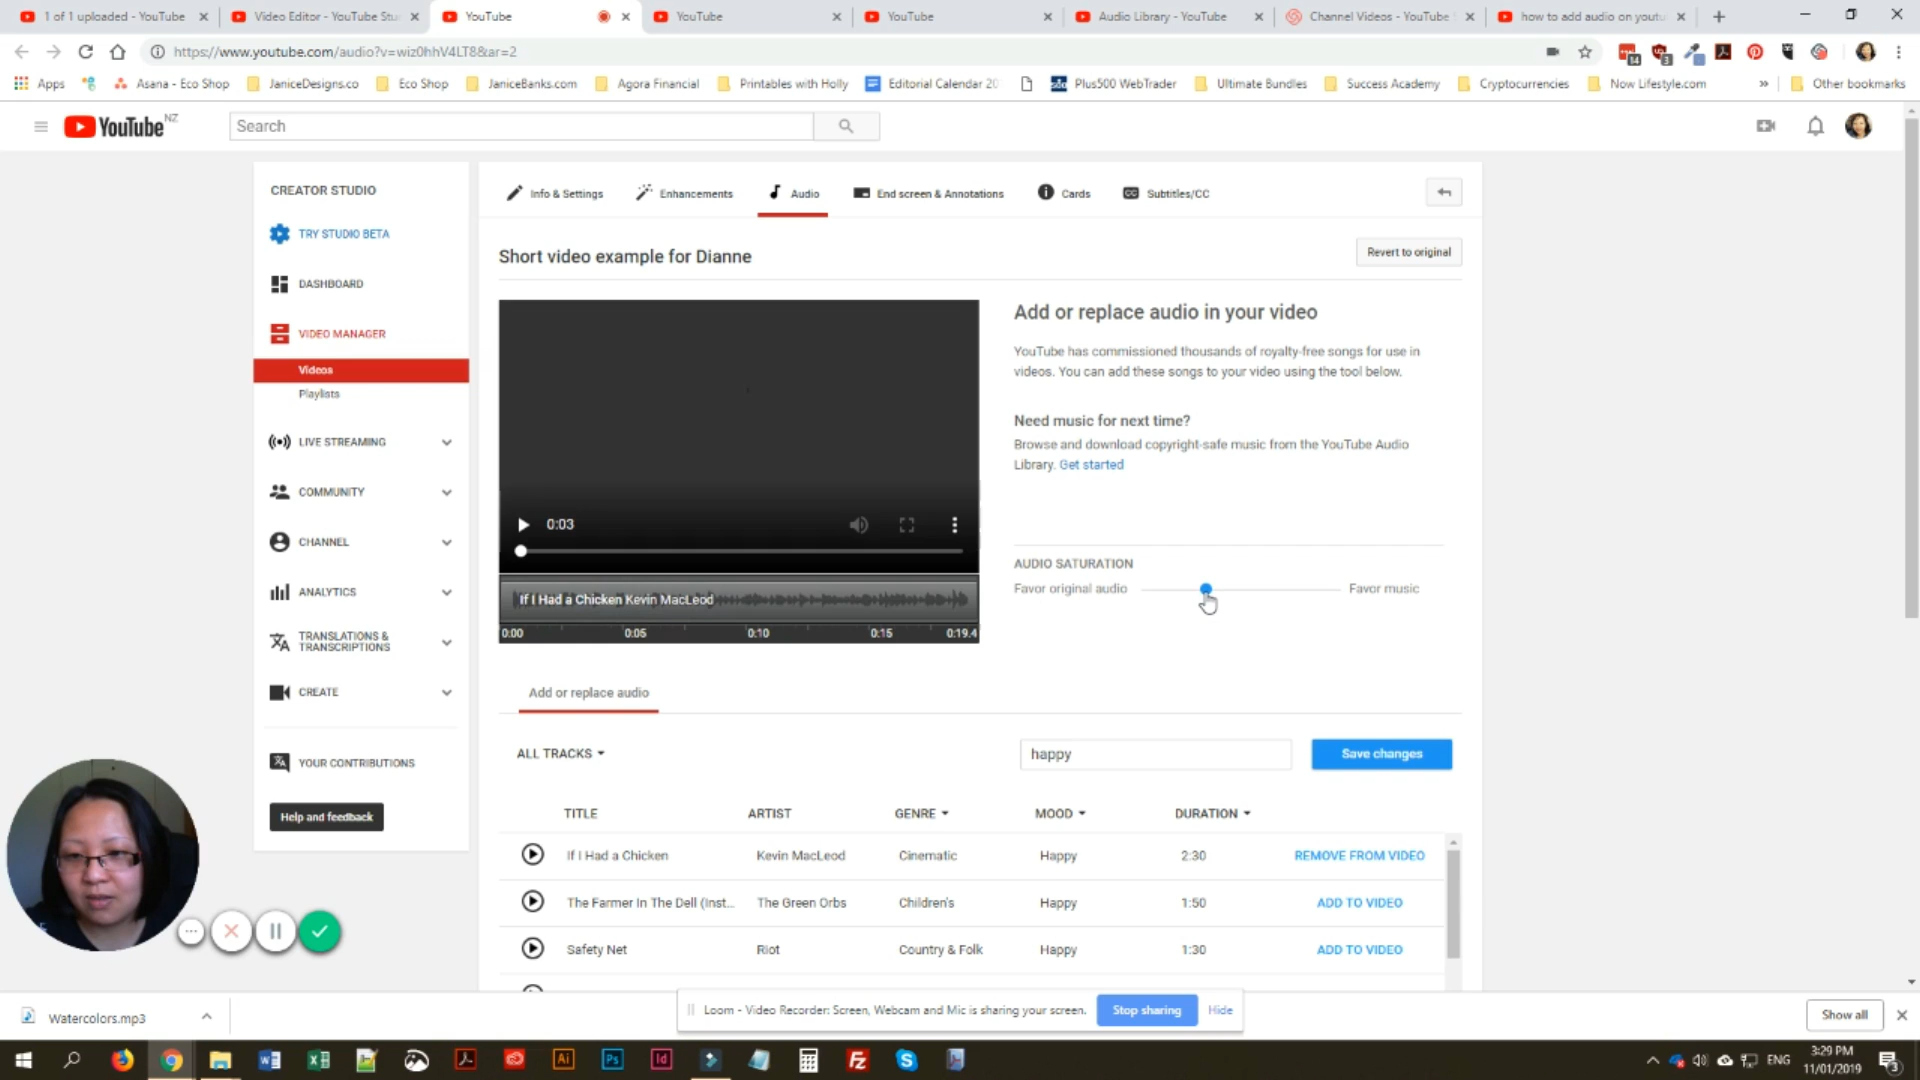 1 of 1 uploaded - YouTube
Video Editor - YouTube Stu
YouTube
YouTube
YouTube
Audio Library - YouTube
Channel Videos - YouTube
how to add audio on youtu
https://www.youtube.com/audio?v=wiz0hhV4LT8&ar=2
14
3
Apps
Asana - Eco Shop
JaniceDesigns.co
Eco Shop
JaniceBanks.com
Agora Financial
Printables with Holly
Editorial Calendar 20
Plus500 WebTrader
Ultimate Bundles
Success Academy
Cryptocurrencies
Now Lifestyle.com
»
Other bookmarks
YouTube NZ
Search
CREATOR STUDIO
TRY STUDIO BETA
DASHBOARD
VIDEO MANAGER
Videos
Playlists
LIVE STREAMING
COMMUNITY
CHANNEL
ANALYTICS
TRANSLATIONS &
TRANSCRIPTIONS
CREATE
YOUR CONTRIBUTIONS
Help and feedback
Info & Settings
Enhancements
Audio
End screen & Annotations
Cards
CC Subtitles/CC
Short video example for Dianne
Revert to original
0:03
If I Had a Chicken Kevin MacLeod
0:00 0:05 0:10 0:15 0:19.4
Add or replace audio in your video
YouTube has commissioned thousands of royalty-free songs for use in
videos. You can add these songs to your video using the tool below.
Need music for next time?
Browse and download copyright-safe music from the YouTube Audio
Library. Get started
AUDIO SATURATION
Favor original audio
Favor music
Add or replace audio
ALL TRACKS
happy
Save changes
TITLE ARTIST GENRE MOOD DURATION
If I Had a Chicken Kevin MacLeod Cinematic Happy 2:30 REMOVE FROM VIDEO
The Farmer In The Dell (Inst... The Green Orbs Children's Happy 1:50 ADD TO VIDEO
Safety Net Riot Country & Folk Happy 1:30 ADD TO VIDEO
Loom - Video Recorder: Screen, Webcam and Mic is sharing your screen.
Stop sharing
Hide
Watercolors.mp3
Show all
Ai
Ps
Id
Fz
ENG
3:29 PM
11/01/2019
3